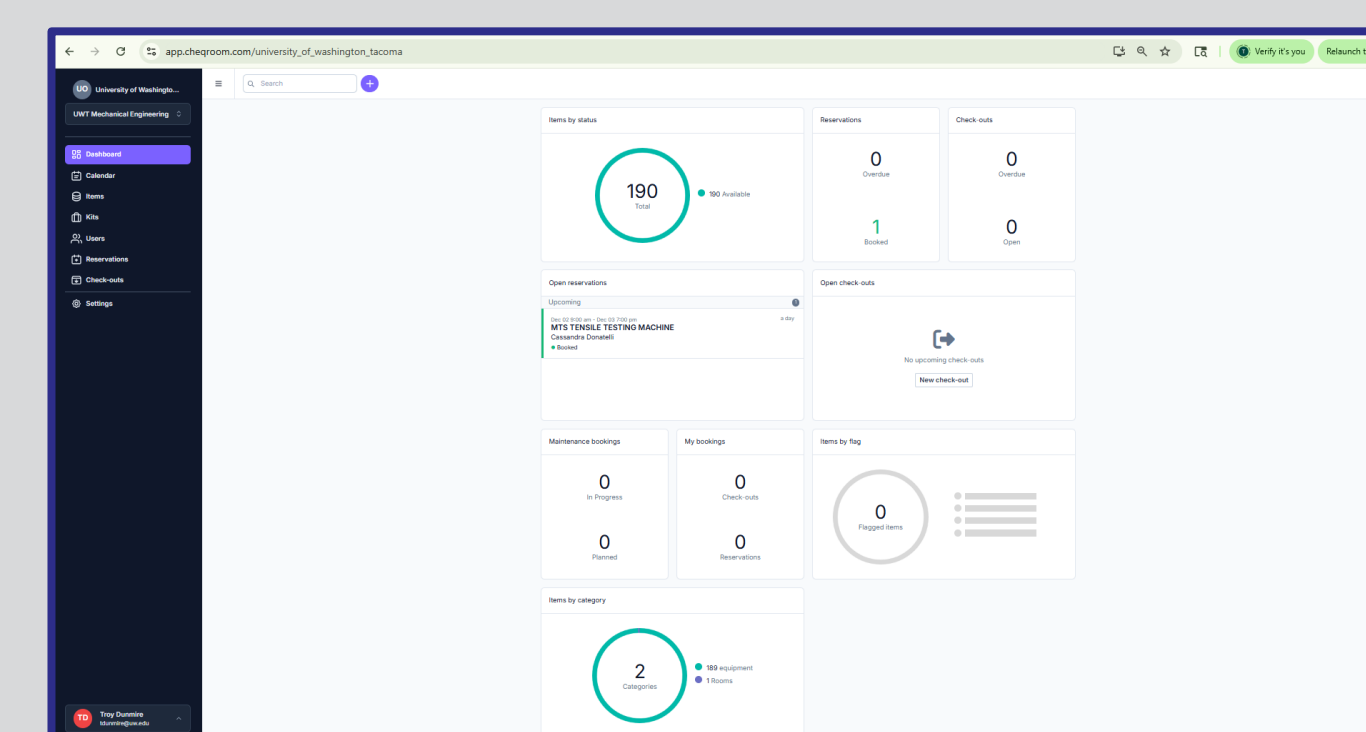 app.cheqroom.com/university_of_washington_tacoma
Verify it's you
Relaunch t
UO
University of Washingto...
UWT Mechanical Engineering
Search
Dashboard
Calendar
Items
Kits
Users
Reservations
Check-outs
Settings
TD
Troy Dunmire
tdunmire@uw.edu
Items by status
190
Total
190 Available
Reservations
0
Overdue
1
Booked
Check-outs
0
Overdue
0
Open
Open reservations
Upcoming
Dec 02 9:00 am - Dec 03 7:00 pm
a day
MTS TENSILE TESTING MACHINE
Cassandra Donatelli
Booked
Open check-outs
No upcoming check-outs
New check-out
Maintenance bookings
0
In Progress
0
Planned
My bookings
0
Check-outs
0
Reservations
Items by flag
0
Flagged items
Items by category
2
Categories
189 equipment
1 Rooms